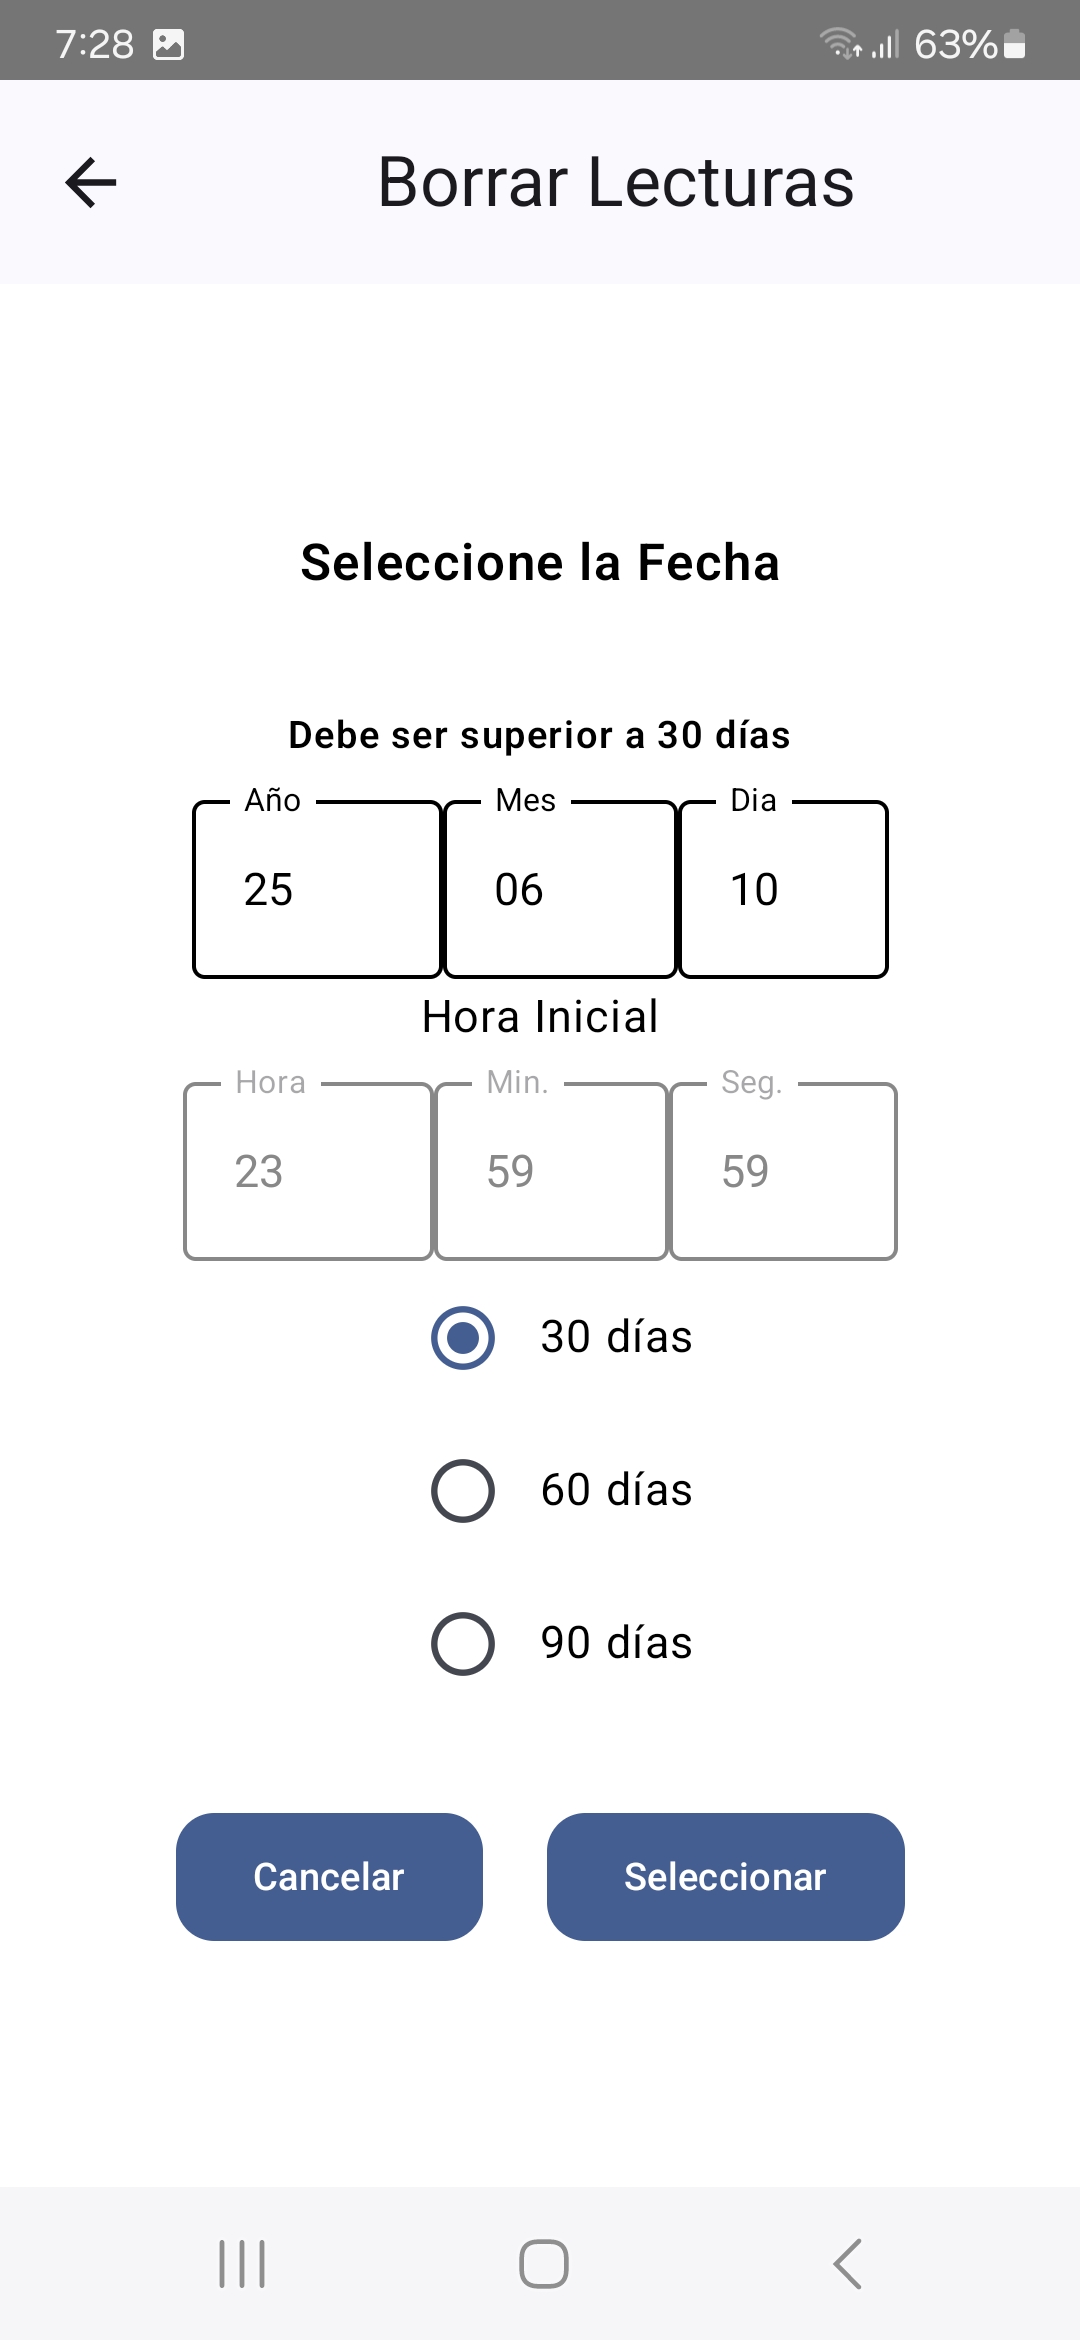 7:28 63%
Borrar Lecturas
Seleccione la Fecha
Debe ser superior a 30 días
Año Mes Dia
25 06 10
Hora Inicial
Hora Min. Seg.
23 59 59
30 días
60 días
90 días
Cancelar Seleccionar